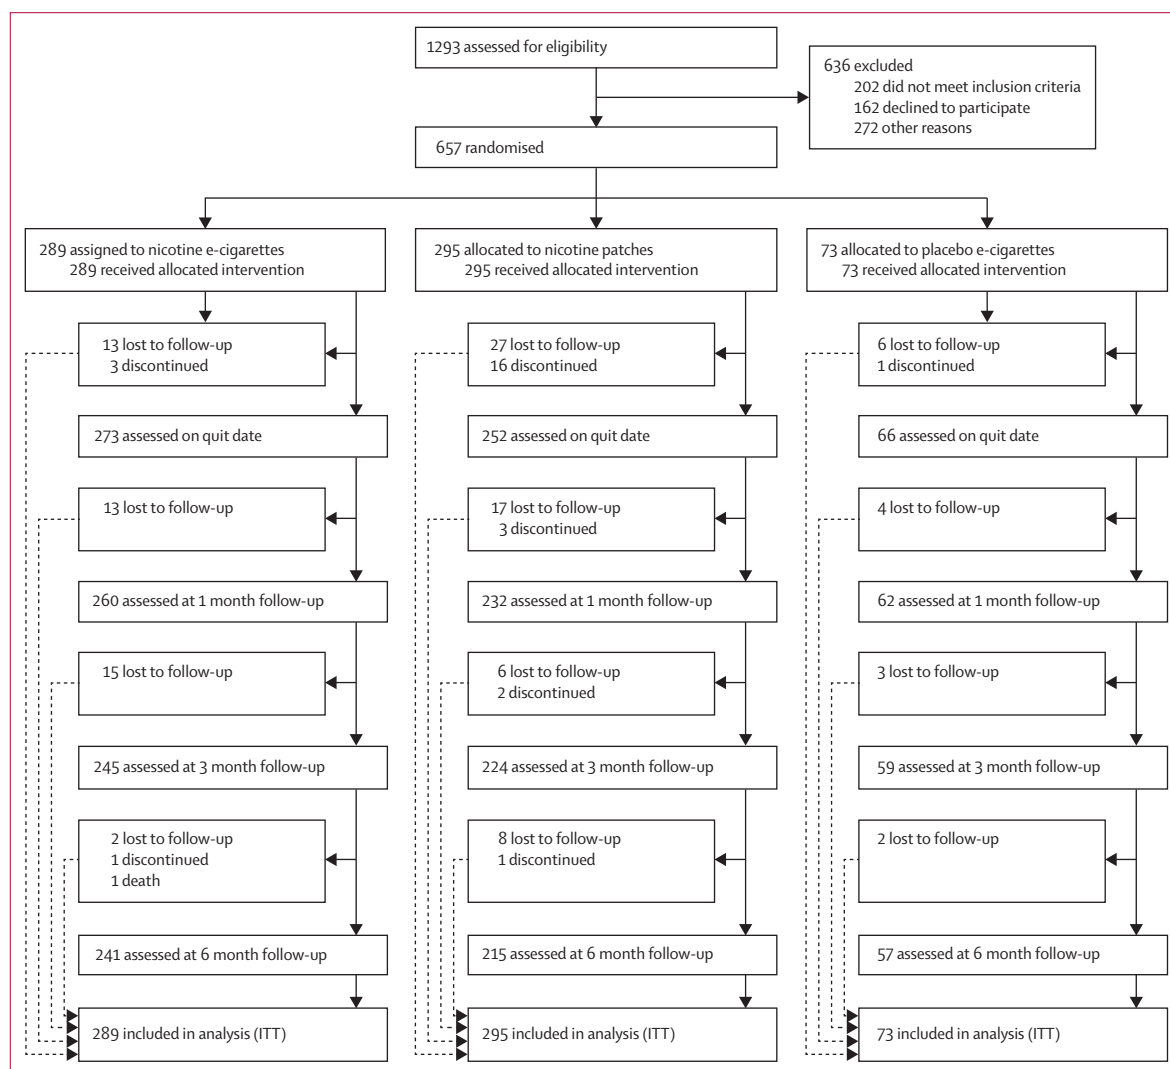 1293 assessed for eligibility
636 excluded
202 did not meet inclusion criteria
162 declined to participate
272 other reasons
657 randomised
289 assigned to nicotine e-cigarettes
289 received allocated intervention
295 allocated to nicotine patches
295 received allocated intervention
73 allocated to placebo e-cigarettes
73 received allocated intervention
13 lost to follow-up
3 discontinued
27 lost to follow-up
16 discontinued
6 lost to follow-up
1 discontinued
273 assessed on quit date
252 assessed on quit date
66 assessed on quit date
13 lost to follow-up
17 lost to follow-up
3 discontinued
4 lost to follow-up
260 assessed at 1 month follow-up
232 assessed at 1 month follow-up
62 assessed at 1 month follow-up
15 lost to follow-up
6 lost to follow-up
2 discontinued
3 lost to follow-up
245 assessed at 3 month follow-up
224 assessed at 3 month follow-up
59 assessed at 3 month follow-up
2 lost to follow-up
1 discontinued
1 death
8 lost to follow-up
1 discontinued
2 lost to follow-up
241 assessed at 6 month follow-up
215 assessed at 6 month follow-up
57 assessed at 6 month follow-up
289 included in analysis (ITT)
295 included in analysis (ITT)
73 included in analysis (ITT)